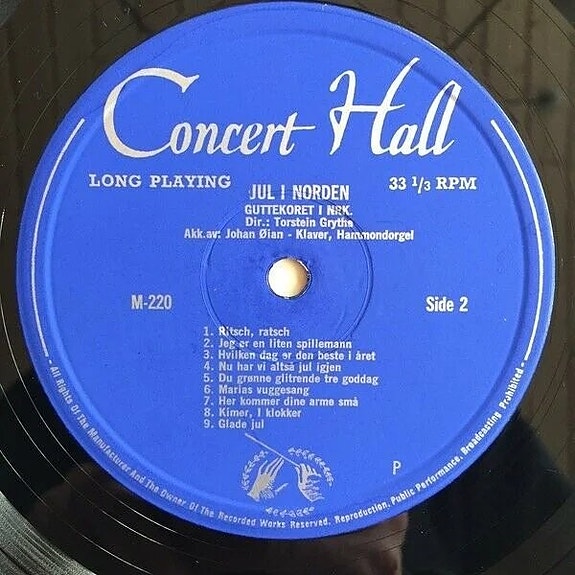 Concert Hall
LONG PLAYING
33 1/3 RPM
JUL I NORDEN
GUTTEKORET I NRK.
Dir.: Torstein Grythe
Akk.av: Johan Øian - Klaver, Hammondorgel
M-220
Side 2
1. Ritsch, ratsch
2. Jeg er en liten spillemann
3. Hvilken dag er den beste i året
4. Nu har vi altså jul igjen
5. Du grønne glitrende tre goddag
6. Marias vuggesang
7. Her kommer dine arme små
8. Kimer, I klokker
9. Glade jul
P
- All Rights Of The Manufacturer And The Owner Of The Recorded Works Reserved. Reproduction. Public Performance. Broadcasting Prohibited -